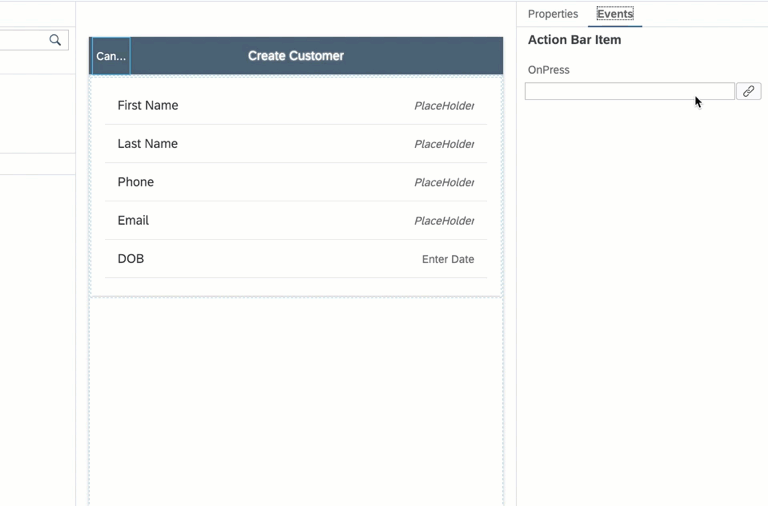 Properties
Events
Action Bar Item
OnPress
Can...
Create Customer
First Name
PlaceHolder
Last Name
PlaceHolder
Phone
PlaceHolder
Email
PlaceHolder
DOB
Enter Date